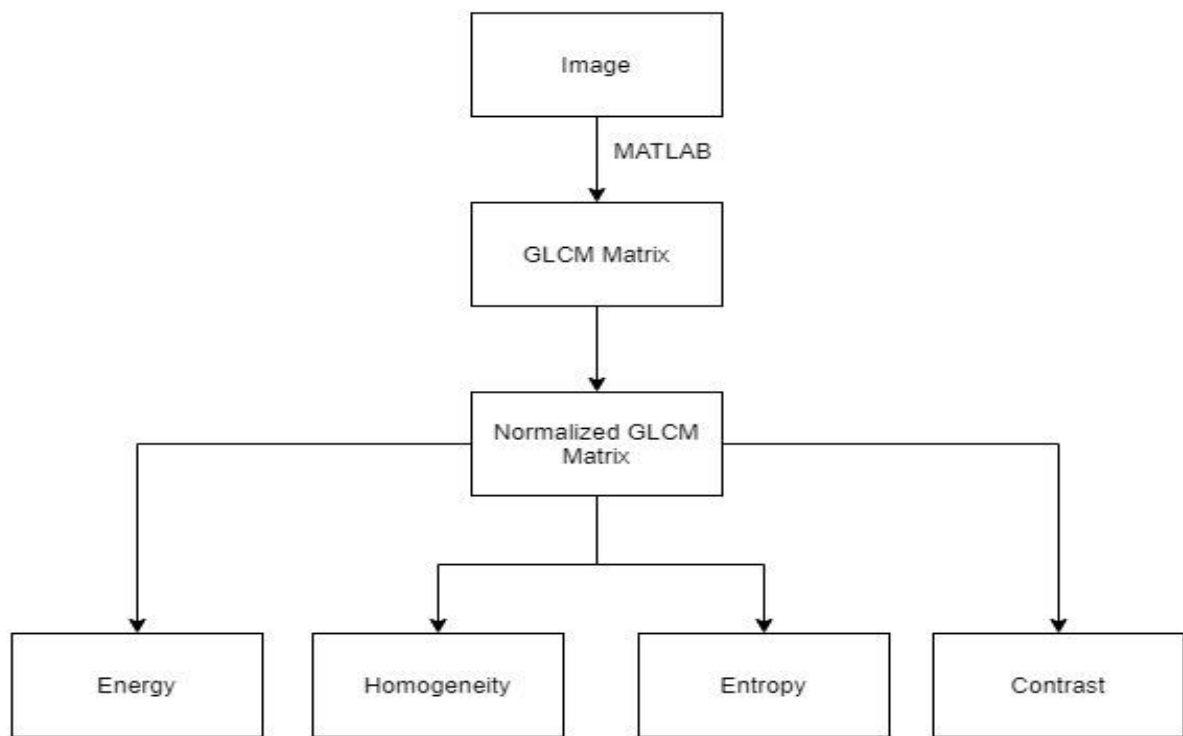 Image
MATLAB
GLCM Matrix
Normalized GLCM
Matrix
Energy
Homogeneity
Entropy
Contrast